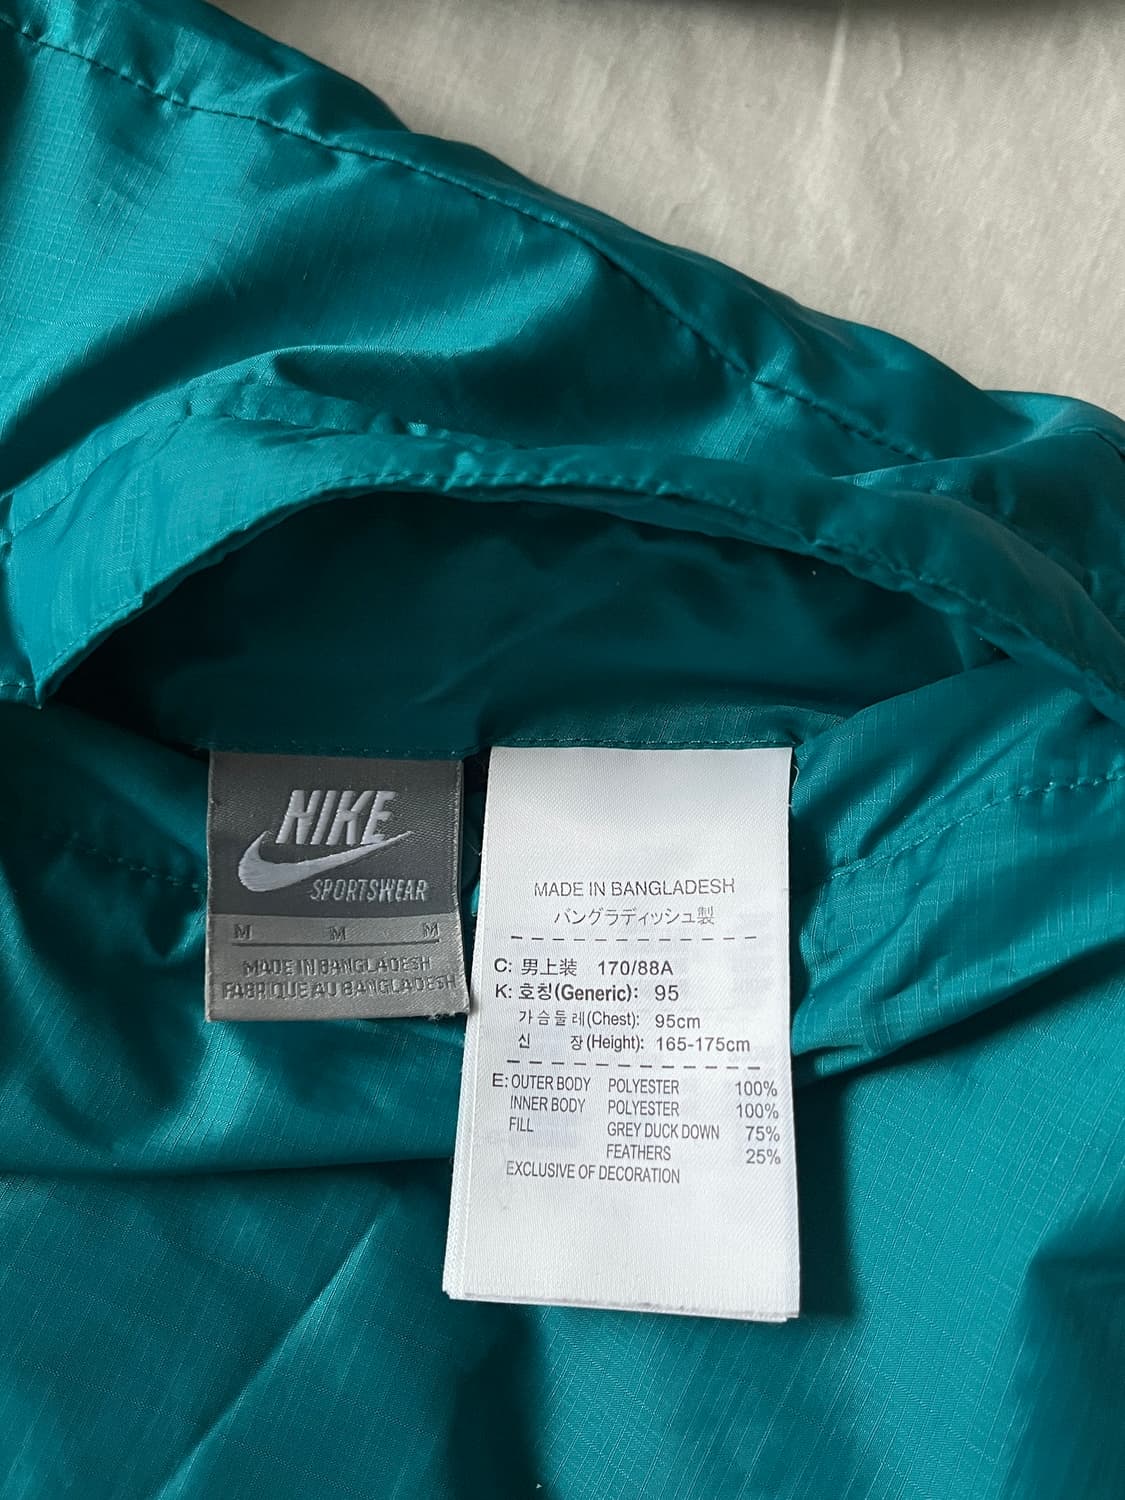 NIKE
SPORTSWEAR
M M M
MADE IN BANGLADESH
FABRIQUE AU BANGLADESH
MADE IN BANGLADESH
バングラディッシュ製
C: 男上装 170/88A
K: 호칭(Generic): 95
가슴둘레(Chest): 95cm
신 장(Height): 165-175cm
E: OUTER BODY POLYESTER 100%
INNER BODY POLYESTER 100%
FILL GREY DUCK DOWN 75%
FEATHERS 25%
EXCLUSIVE OF DECORATION